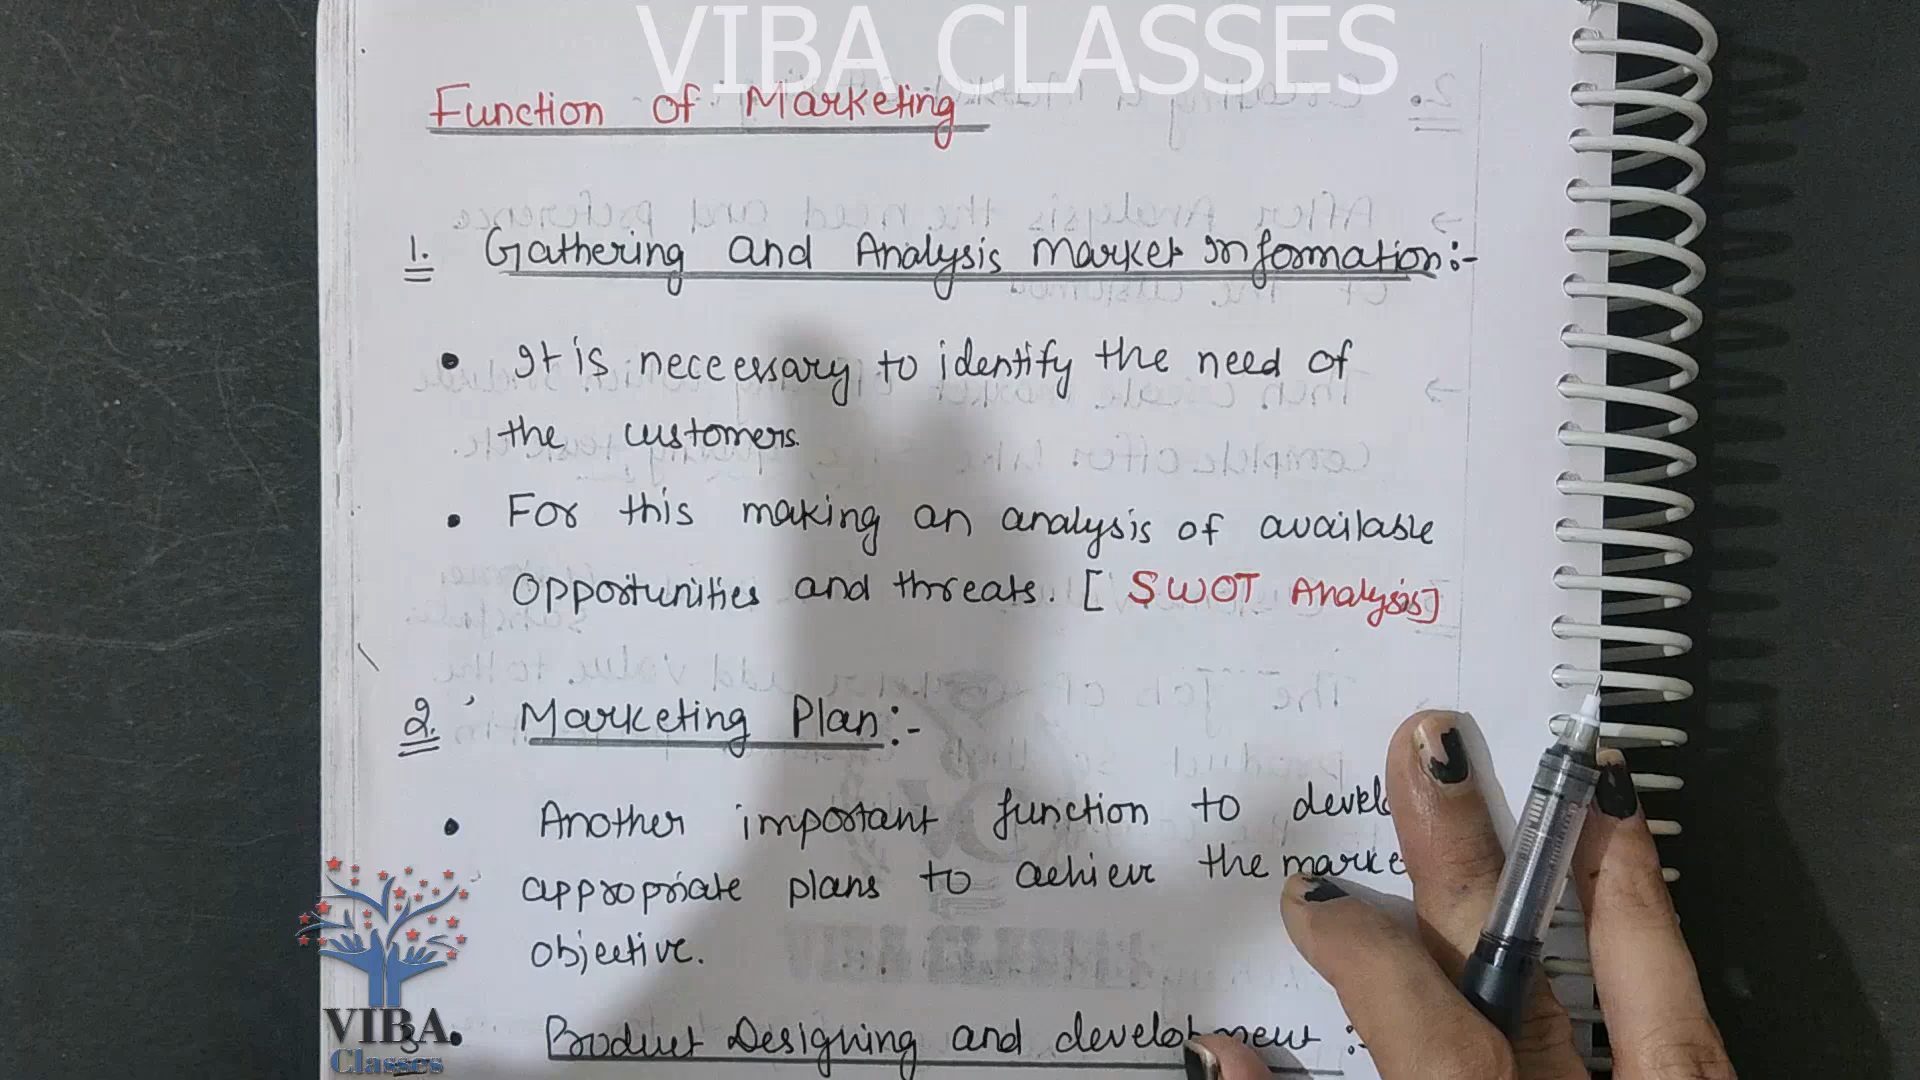 VIBA CLASSES
Function of Marketing
1. Gathering and Analysis Market Information:-
• It is neceessary to identify the need of
the customers.
• For this making an analysis of available
opportunities and threats. [SWOT Analysis]
2. Marketing Plan:-
• Another important function to
appropriate plans to achieve the
objective.
3. Product Designing and development :-
VIBA
Classes